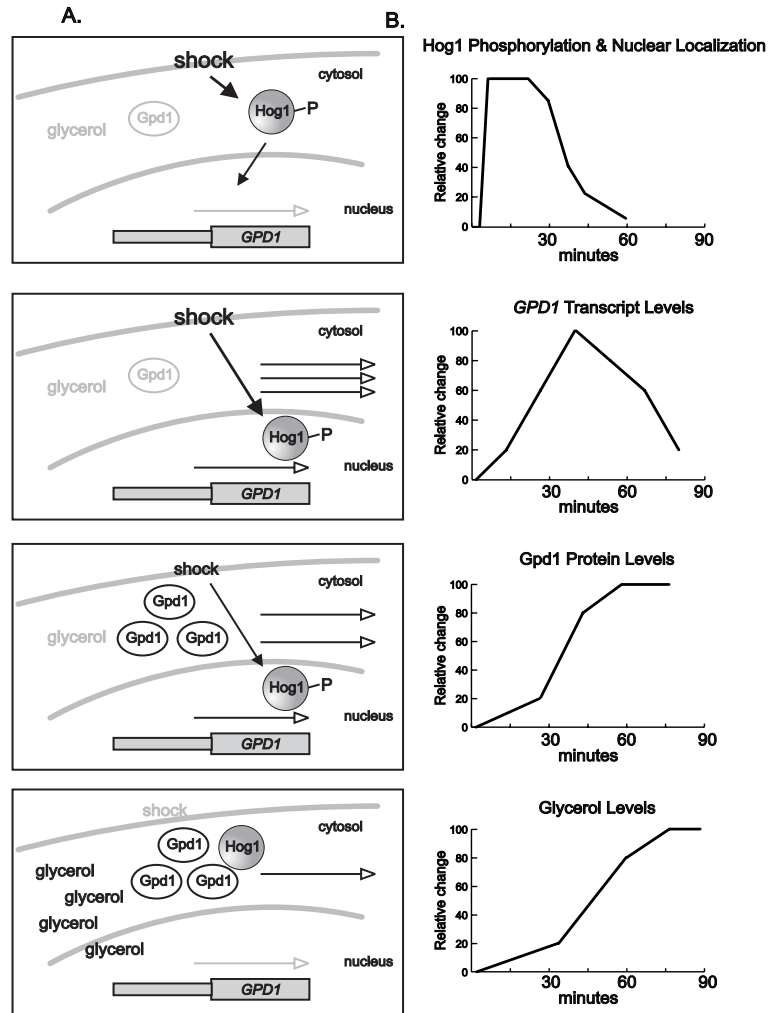 A.
B.
shock
cytosol
Hog1
P
Gpd1
glycerol
nucleus
GPD1
Hog1 Phosphorylation & Nuclear Localization
Relative change
100
80
60
40
20
0
30
60
90
minutes
shock
cytosol
Gpd1
glycerol
Hog1
P
nucleus
GPD1
GPD1 Transcript Levels
Relative change
100
80
60
40
20
0
30
60
90
minutes
shock
cytosol
Gpd1
glycerol
Gpd1
Gpd1
Hog1
P
nucleus
GPD1
Gpd1 Protein Levels
Relative change
100
80
60
40
20
0
30
60
90
minutes
shock
cytosol
Gpd1
Hog1
glycerol
Gpd1
Gpd1
glycerol
glycerol
glycerol
nucleus
GPD1
Glycerol Levels
Relative change
100
80
60
40
20
0
30
60
90
minutes